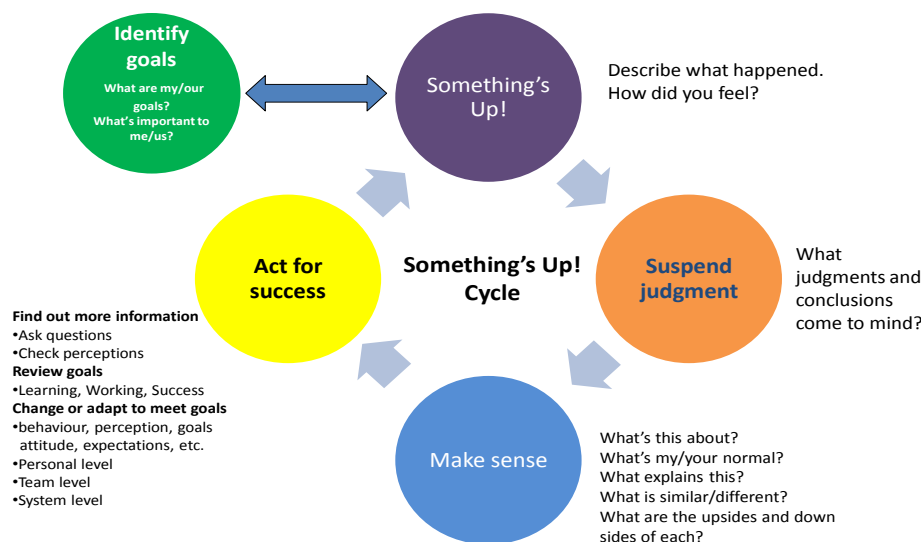 Identify
goals
What are my/our
goals?
What's important to
me/us?
Something's
Up!
Describe what happened.
How did you feel?
Act for
success
Something's Up!
Cycle
Suspend
judgment
What
judgments and
conclusions
come to mind?
Find out more information
•Ask questions
•Check perceptions
Review goals
•Learning, Working, Success
Change or adapt to meet goals
•behaviour, perception, goals
attitude, expectations, etc.
•Personal level
•Team level
•System level
Make sense
What's this about?
What's my/your normal?
What explains this?
What is similar/different?
What are the upsides and down
sides of each?